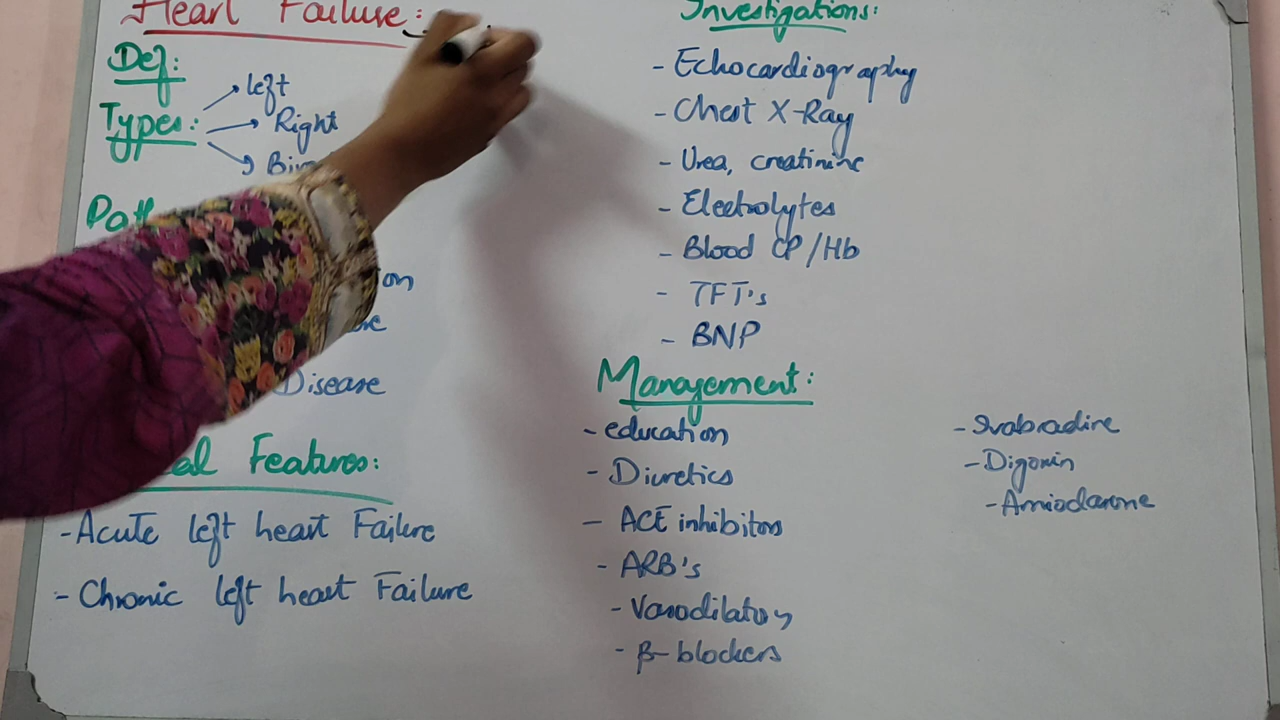 Heart Failure:
Def:
Types:
left
Right
on
Disease
Features:
- Acute left heart Failure
- Chronic left heart Failure
Investigations:
- Echocardiography
- Chest X-Ray
- Urea, creatinine
- Electrolytes
- Blood CP/Hb
- TFT's
- BNP
Management:
- education
- Diuretics
- ACE inhibitors
- ARB's
- Vasodilators
- β-blockers
- Ivabradine
- Digoxin
- Amiodarone